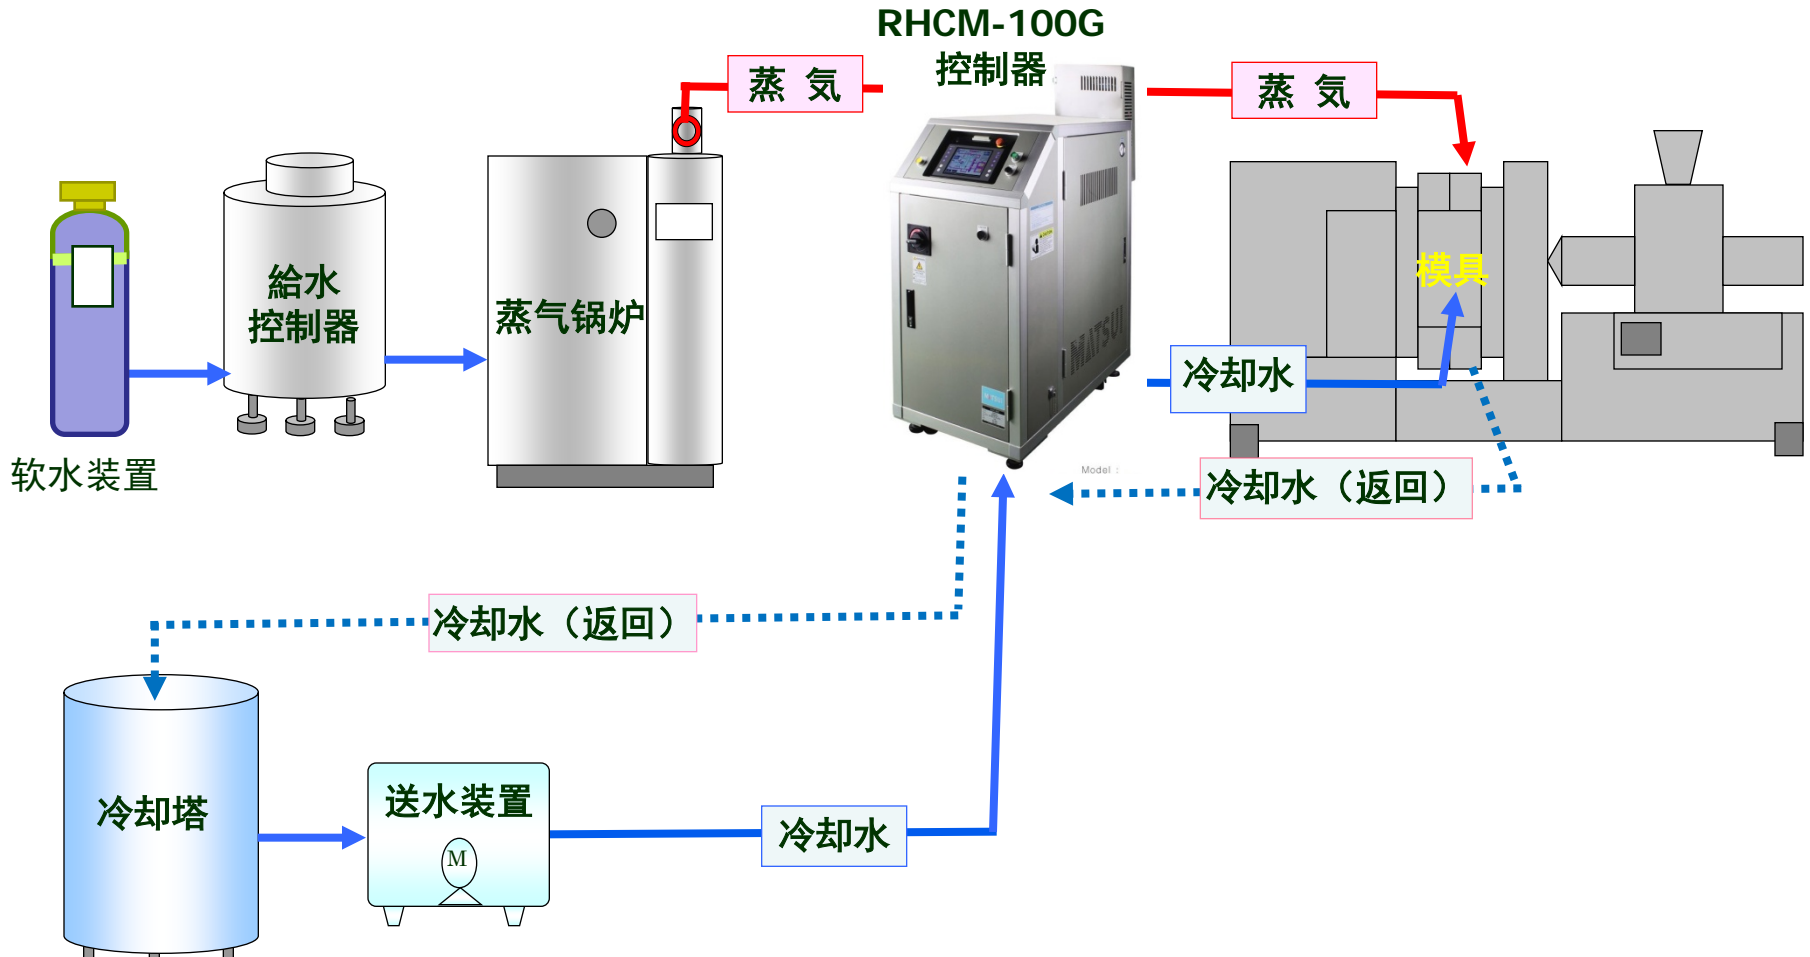 RHCM-100G
控制器
蒸 気
蒸 気
給水
控制器
蒸气锅炉
模具
MATSUI
冷却水
软水装置
Model :
冷却水（返回）
冷却水（返回）
冷却塔
送水装置
M
冷却水